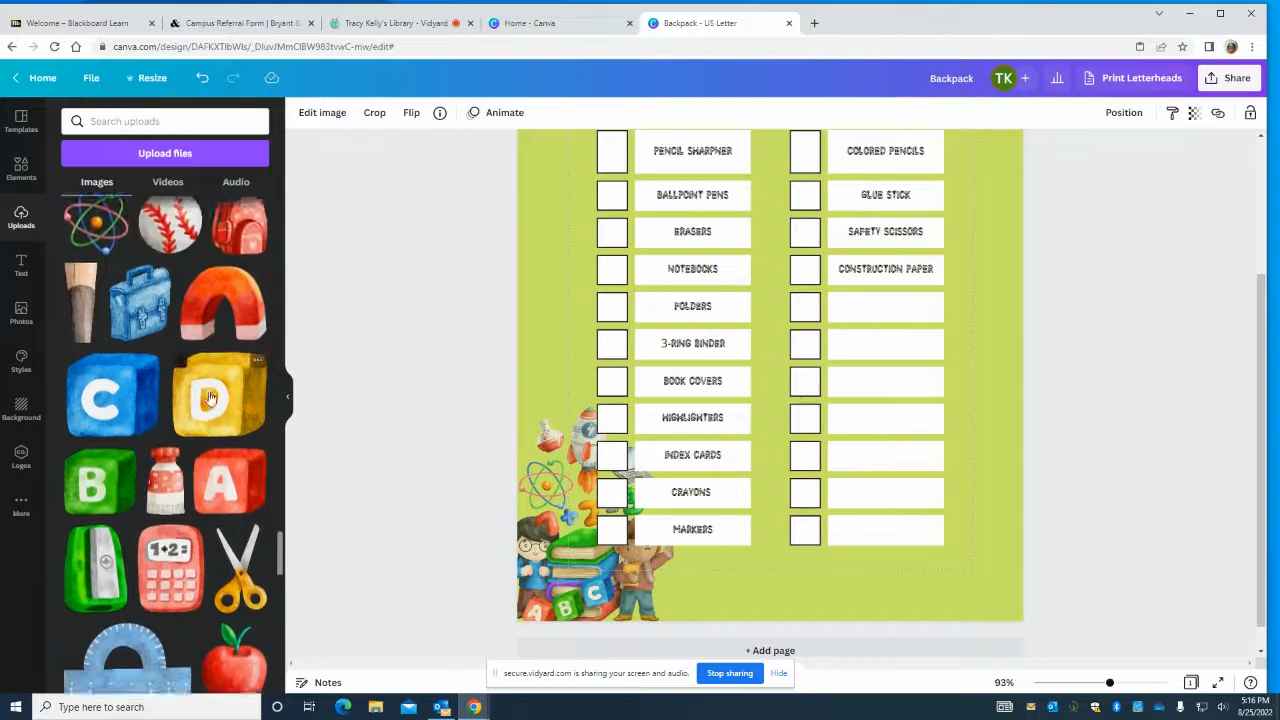 Welcome – Blackboard Learn
Campus Referral Form | Bryant &
Tracy Kelly's Library - Vidyard
Home - Canva
Backpack - US Letter
canva.com/design/DAFKXTlbWls/_DluvJMmClBW983tvwC-mw/edit#
Home
File
Resize
Backpack
TK
Print Letterheads
Share
Edit image
Crop
Flip
Animate
Position
Templates
Elements
Uploads
Text
Photos
Styles
Background
Logos
More
Search uploads
Upload files
Images
Videos
Audio
C
D
B
A
1+2=
PENCIL SHARPNER
COLORED PENCILS
BALLPOINT PENS
GLUE STICK
ERASERS
SAFETY SCISSORS
NOTEBOOKS
CONSTRUCTION PAPER
FOLDERS
3-RING BINDER
BOOK COVERS
HIGHLIGHTERS
INDEX CARDS
CRAYONS
MARKERS
A B C
+ Add page
secure.vidyard.com is sharing your screen and audio.
Stop sharing
Hide
Notes
93%
1
Type here to search
5:16 PM
8/25/2022